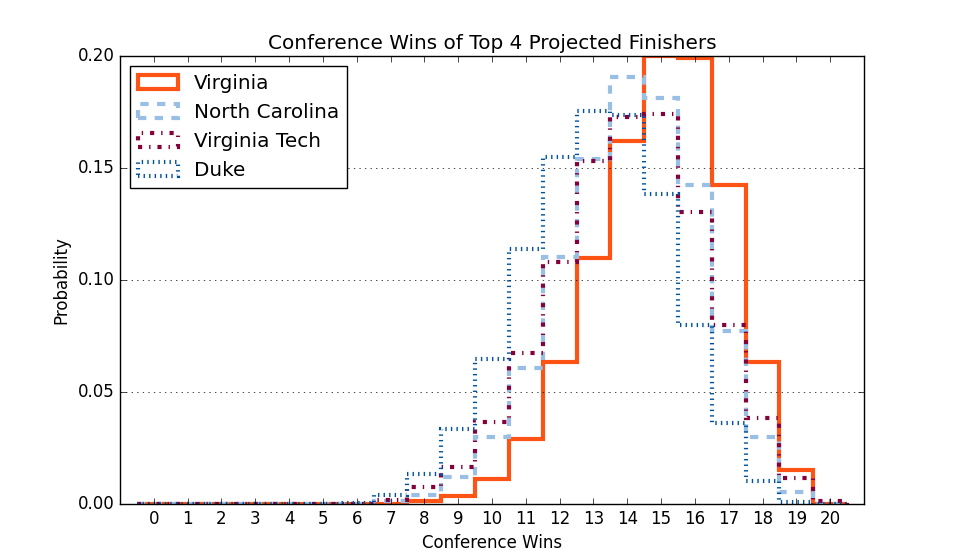 Conference Wins of Top 4 Projected Finishers
0.20
0.15
0.10
0.05
0.00
Probability
Virginia
North Carolina
Virginia Tech
Duke
0 1 2 3 4 5 6 7 8 9 10 11 12 13 14 15 16 17 18 19 20
Conference Wins